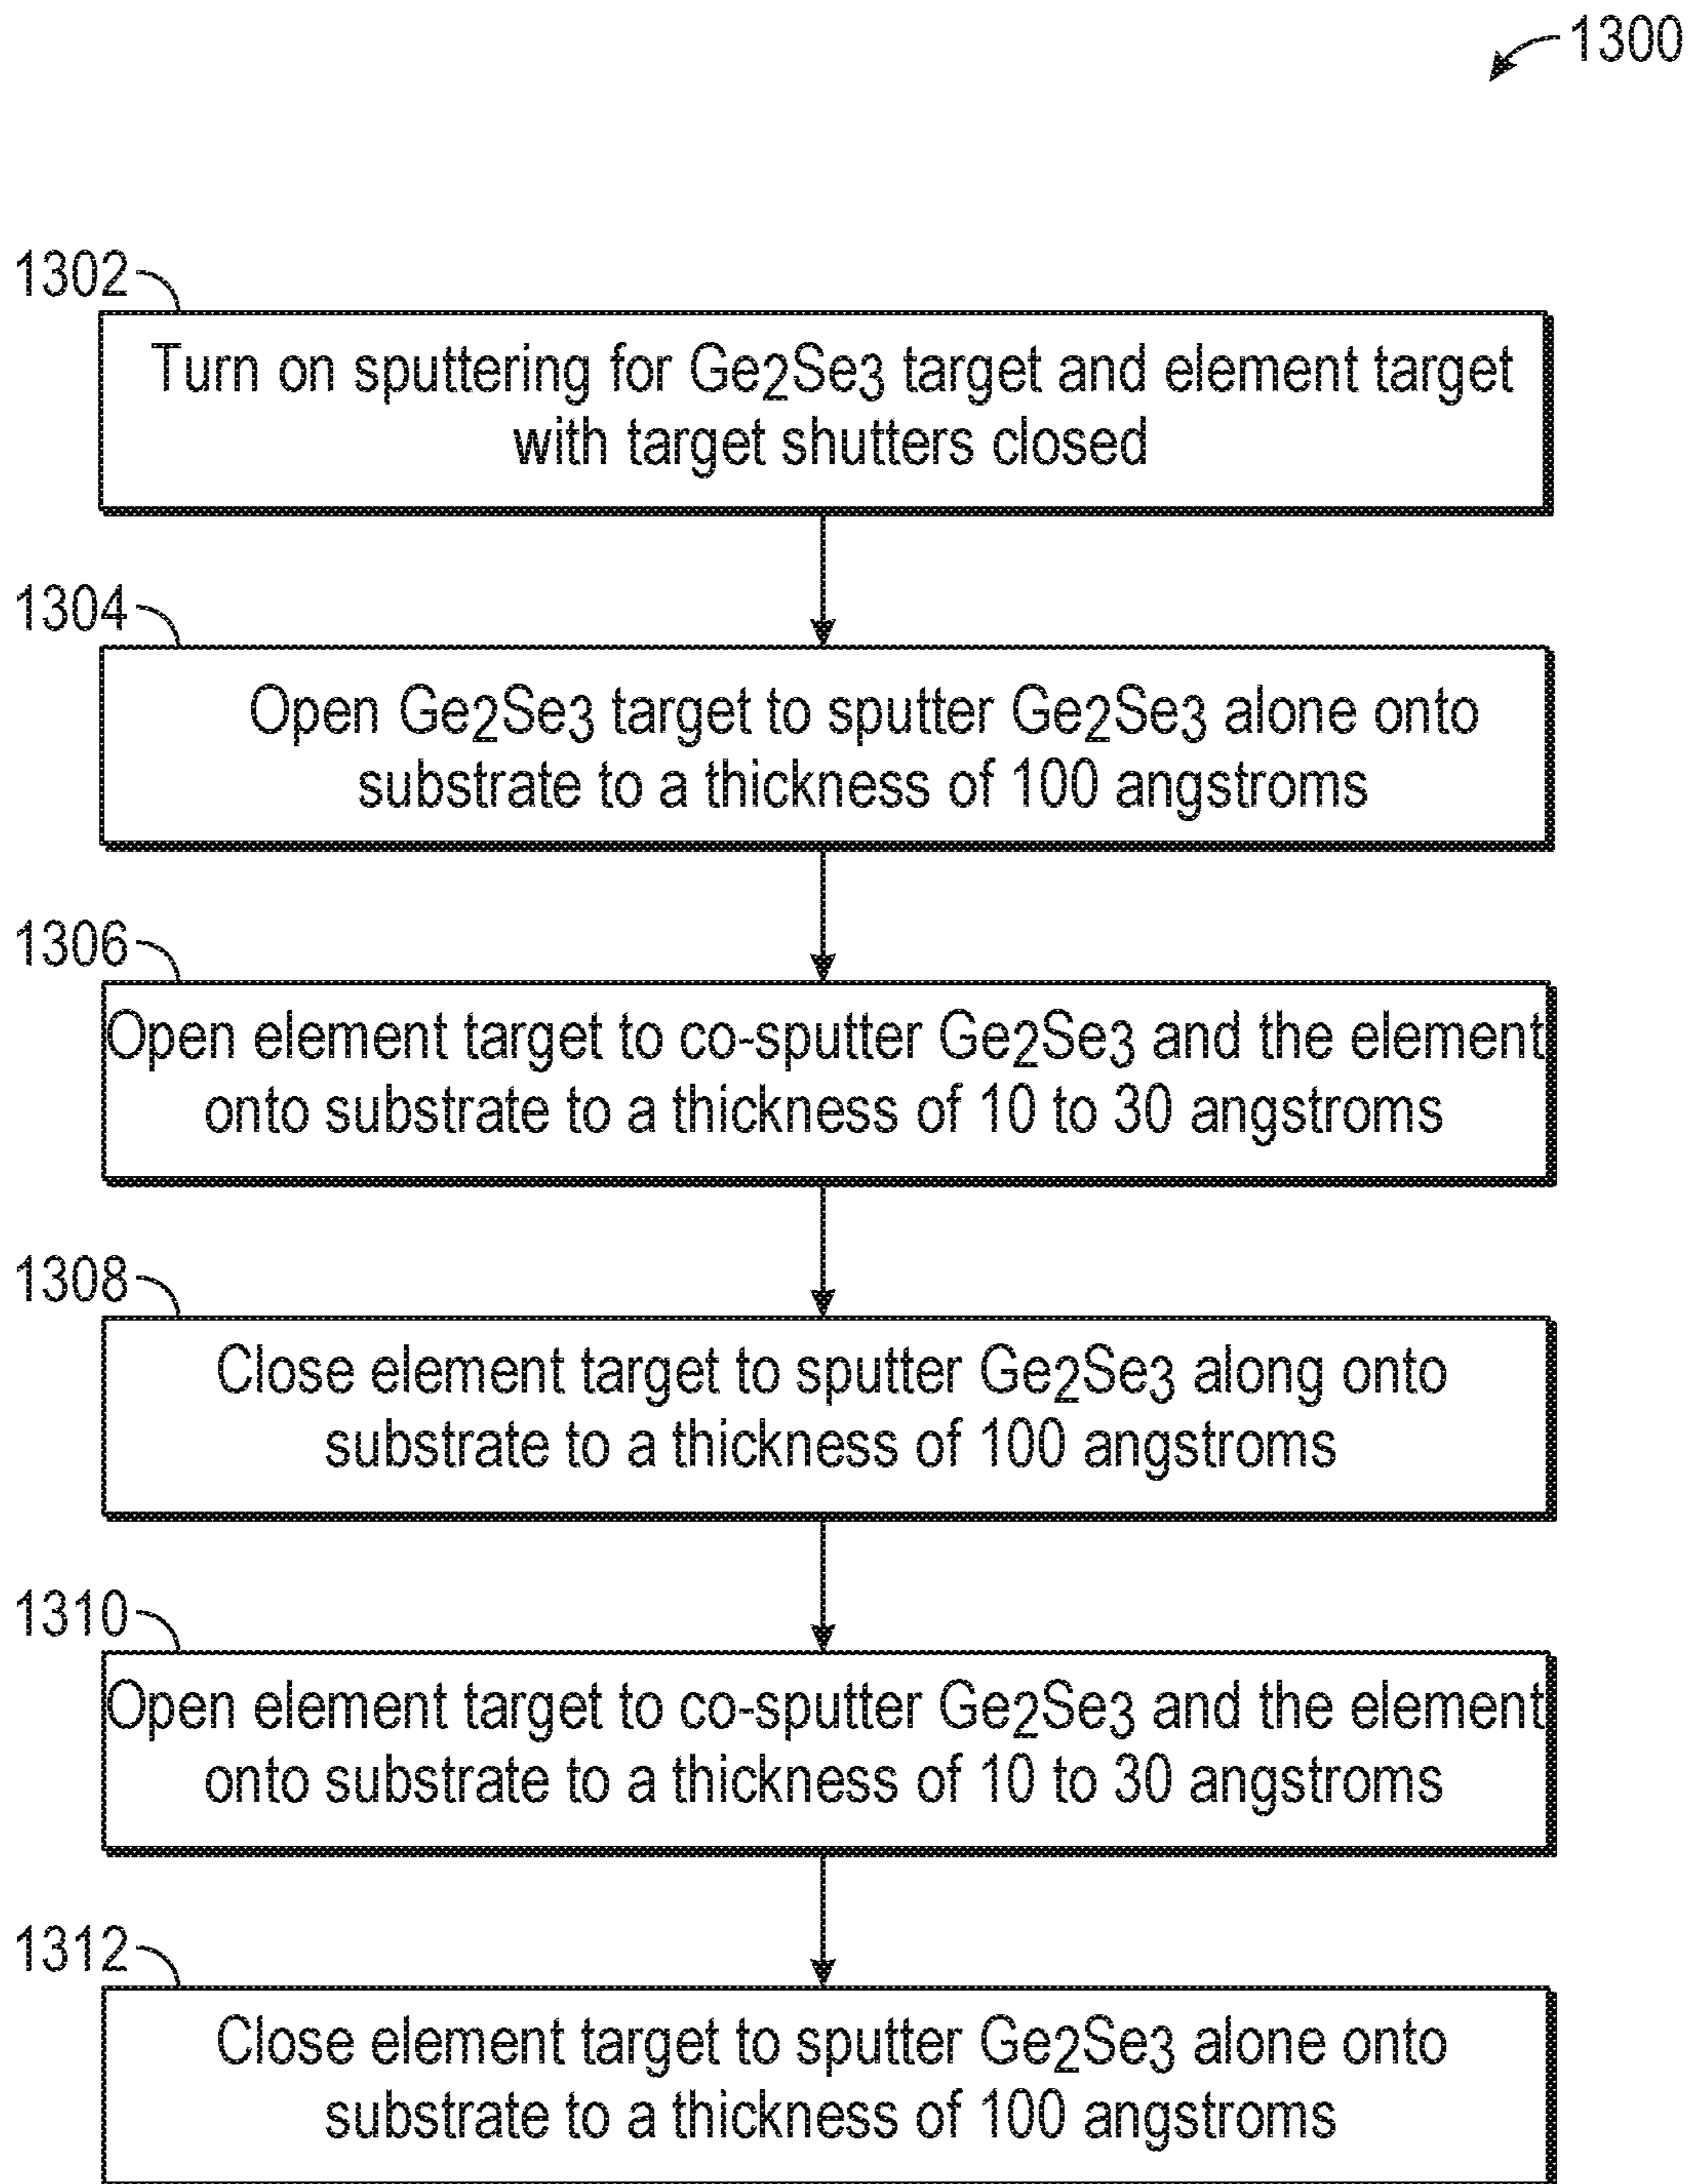 1300
1302
Turn on sputtering for Ge2Se3 target and element target
with target shutters closed
1304
Open Ge2Se3 target to sputter Ge2Se3 alone onto
substrate to a thickness of 100 angstroms
1306
Open element target to co-sputter Ge2Se3 and the element
onto substrate to a thickness of 10 to 30 angstroms
1308
Close element target to sputter Ge2Se3 along onto
substrate to a thickness of 100 angstroms
1310
Open element target to co-sputter Ge2Se3 and the element
onto substrate to a thickness of 10 to 30 angstroms
1312
Close element target to sputter Ge2Se3 alone onto
substrate to a thickness of 100 angstroms